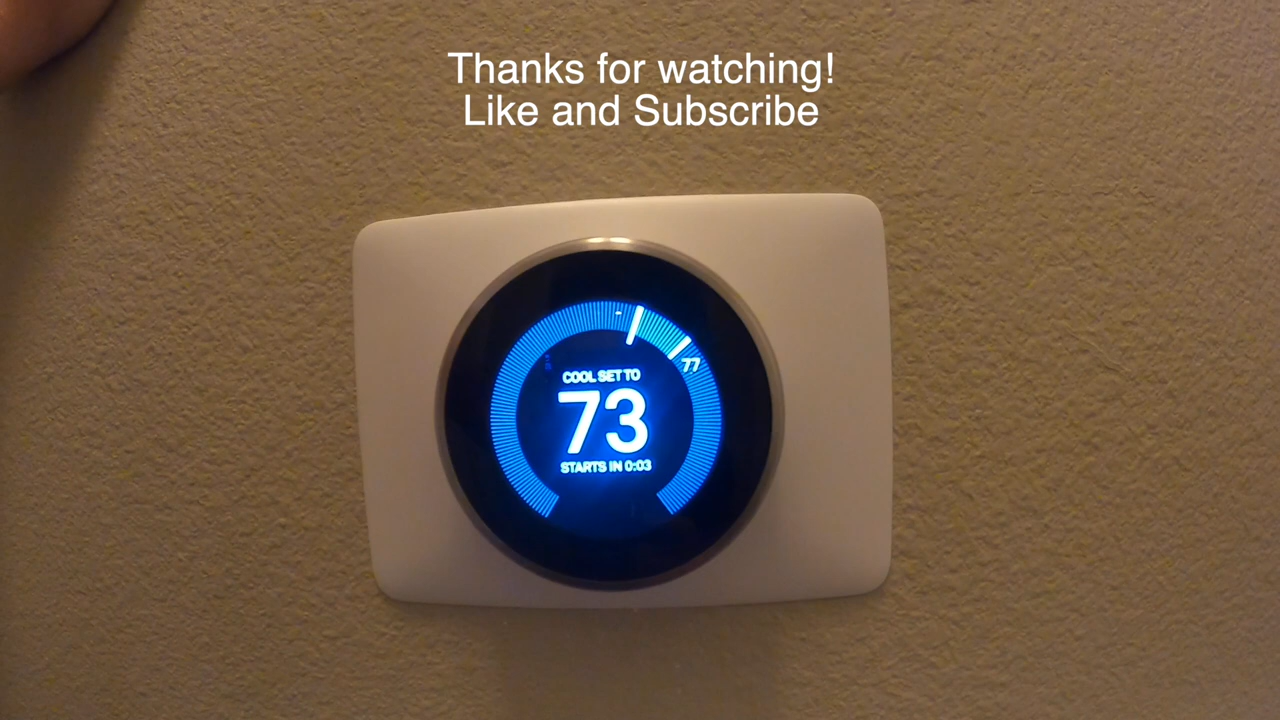 Thanks for watching!
Like and Subscribe
77
COOL SET TO
73
STARTS IN 0:03